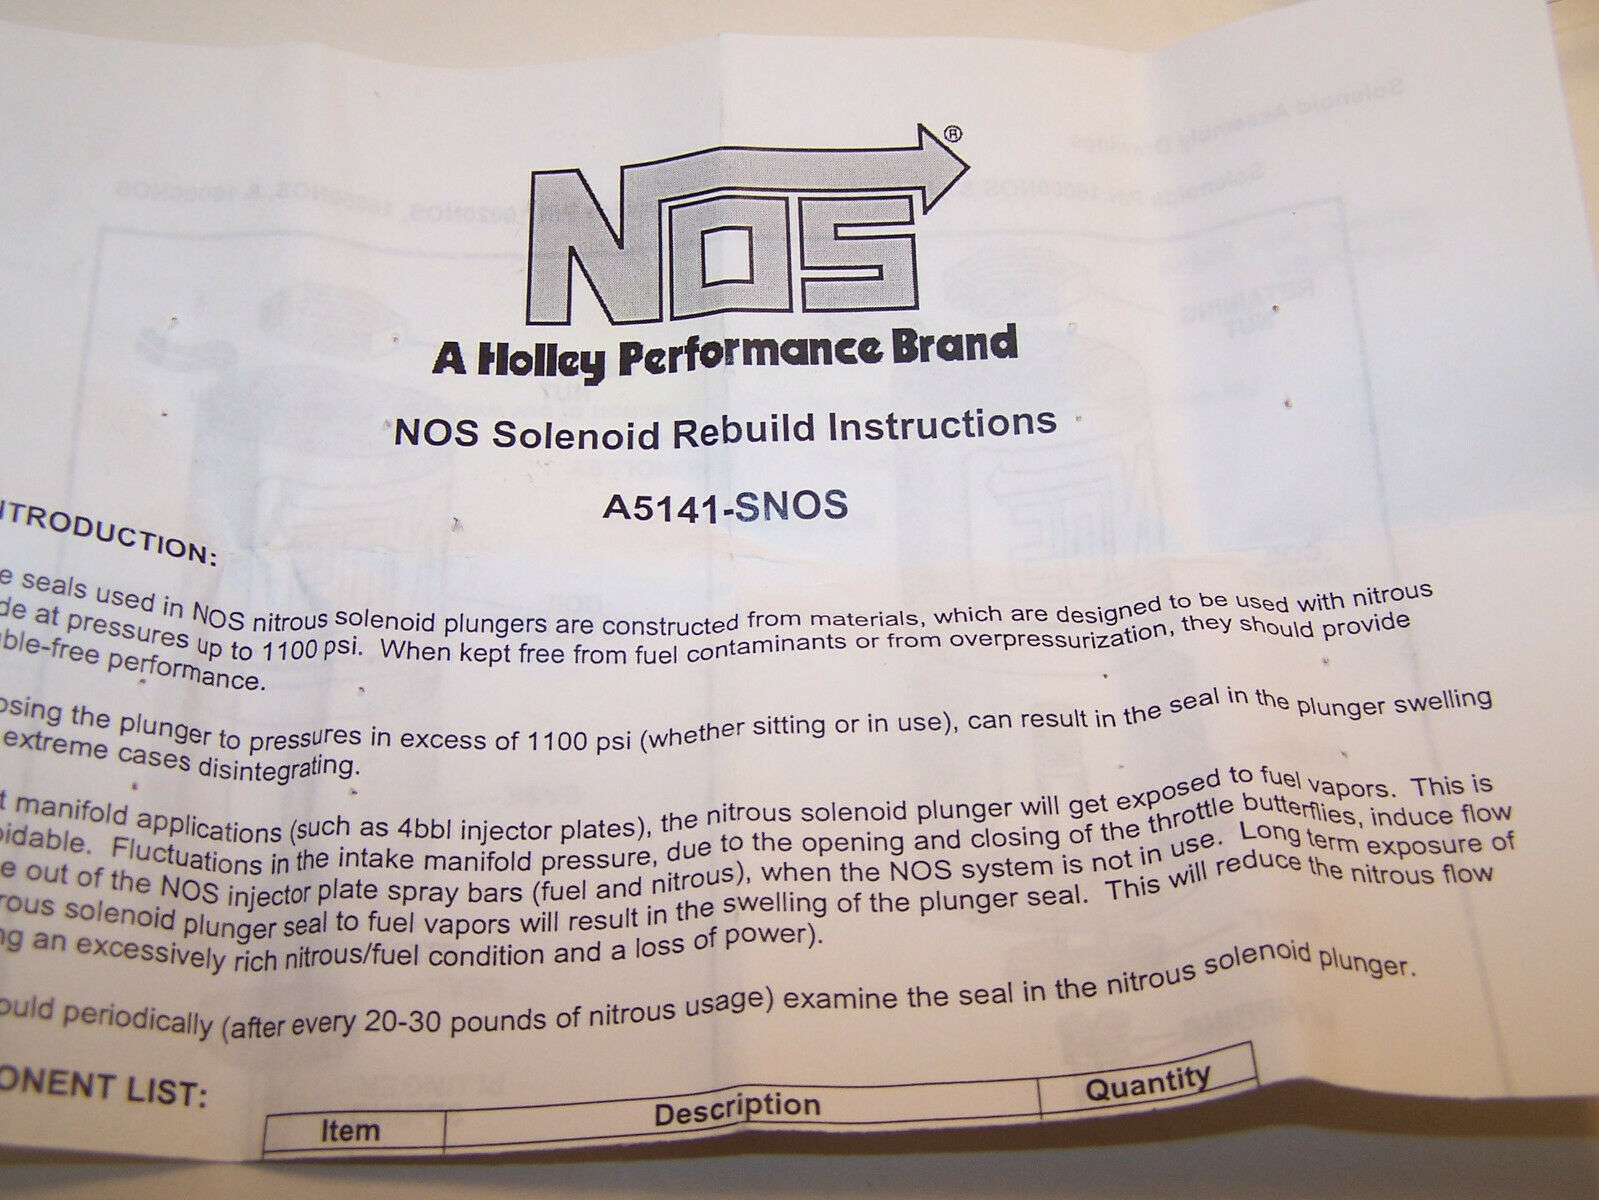 NOS®
A Holley Performance Brand
NOS Solenoid Rebuild Instructions
A5141-SNOS
NTRODUCTION:
e seals used in NOS nitrous solenoid plungers are constructed from materials, which are designed to be used with nitrous
de at pressures up to 1100 psi. When kept free from fuel contaminants or from overpressurization, they should provide
ble-free performance.
osing the plunger to pressures in excess of 1100 psi (whether sitting or in use), can result in the seal in the plunger swelling
extreme cases disintegrating.
t manifold applications (such as 4bbl injector plates), the nitrous solenoid plunger will get exposed to fuel vapors. This is
oidable. Fluctuations in the intake manifold pressure, due to the opening and closing of the throttle butterflies, induce flow
e out of the NOS injector plate spray bars (fuel and nitrous), when the NOS system is not in use. Long term exposure of
rous solenoid plunger seal to fuel vapors will result in the swelling of the plunger seal. This will reduce the nitrous flow
ng an excessively rich nitrous/fuel condition and a loss of power).
ould periodically (after every 20-30 pounds of nitrous usage) examine the seal in the nitrous solenoid plunger.
ONENT LIST:
Item Description Quantity